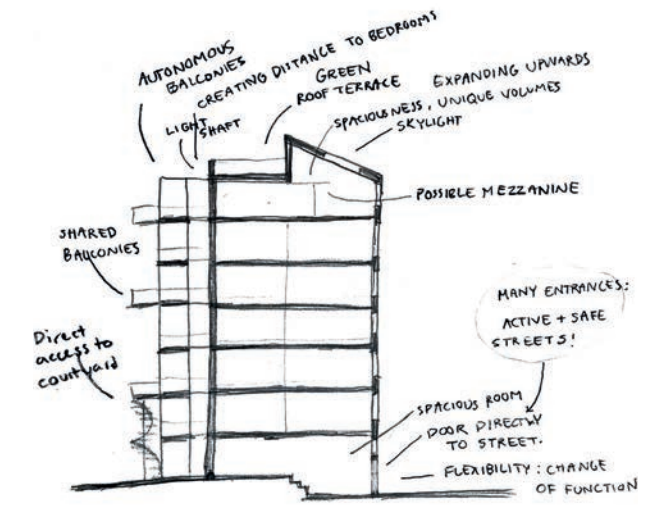 AUTONOMOUS
BALCONIES
CREATING DISTANCE TO BEDROOMS
LIGHT
SHAFT
GREEN
ROOF TERRACE
EXPANDING UPWARDS
SPACIOUSNESS, UNIQUE VOLUMES
SKYLIGHT
POSSIBLE MEZZANINE
SHARED
BALCONIES
MANY ENTRANCES:
ACTIVE + SAFE
STREETS!
Direct
access to
courtyard
SPACIOUS ROOM
DOOR DIRECTLY
TO STREET.
FLEXIBILITY: CHANGE
OF FUNCTION